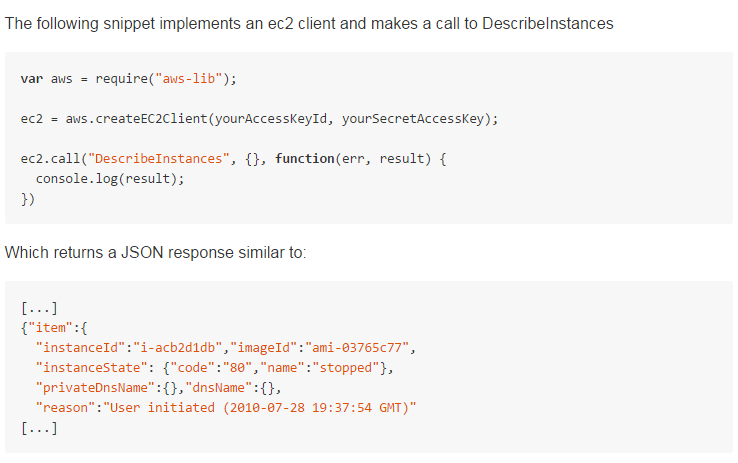 The following snippet implements an ec2 client and makes a call to DescribeInstances
var aws = require("aws-lib");
ec2 = aws.createEC2Client(yourAccessKeyId, yourSecretAccessKey);
ec2.call("DescribeInstances", {}, function(err, result) {
  console.log(result);
})
Which returns a JSON response similar to:
[...]
{"item":{
  "instanceId":"i-acb2d1db","imageId":"ami-03765c77",
  "instanceState": {"code":"80","name":"stopped"},
  "privateDnsName":{},"dnsName":{},
  "reason":"User initiated (2010-07-28 19:37:54 GMT)"
[...]